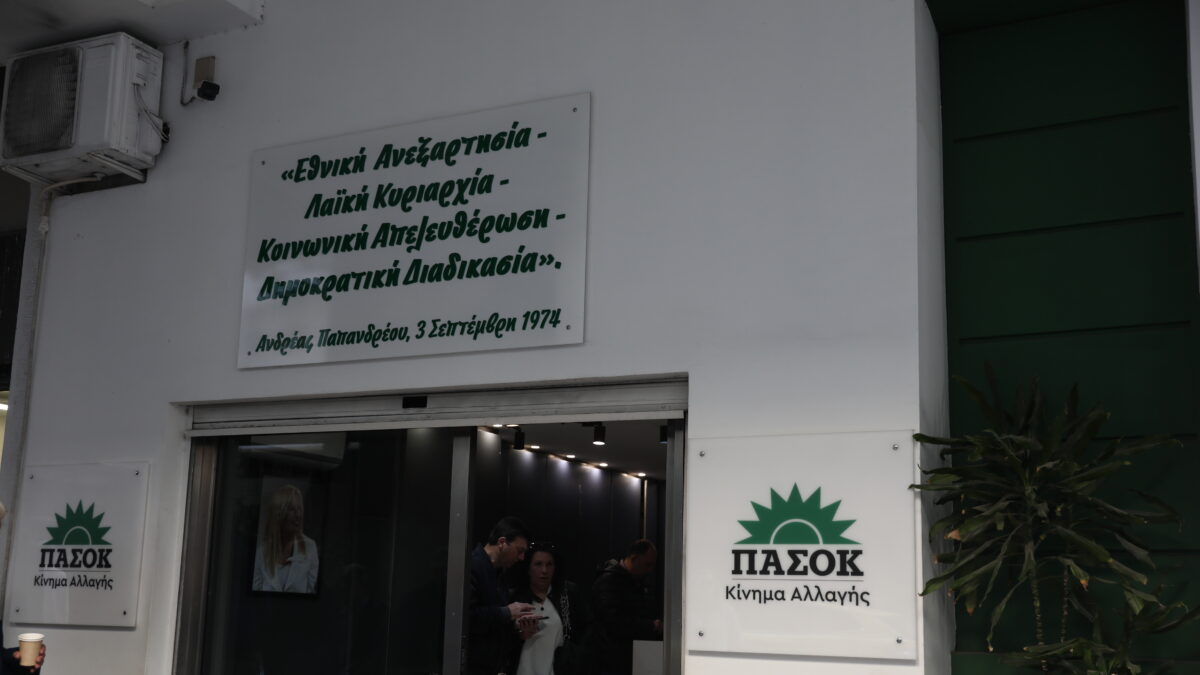 «Εθνική Ανεξαρτησία -
Λαϊκή Κυριαρχία -
Κοινωνική Απελευθέρωση -
Δημοκρατική Διαδικασία».
Ανδρέας Παπανδρέου, 3 Σεπτέμβρη 1974
ΠΑΣΟΚ
Κίνημα Αλλαγής
ΠΑΣΟΚ
Κίνημα Αλλαγής